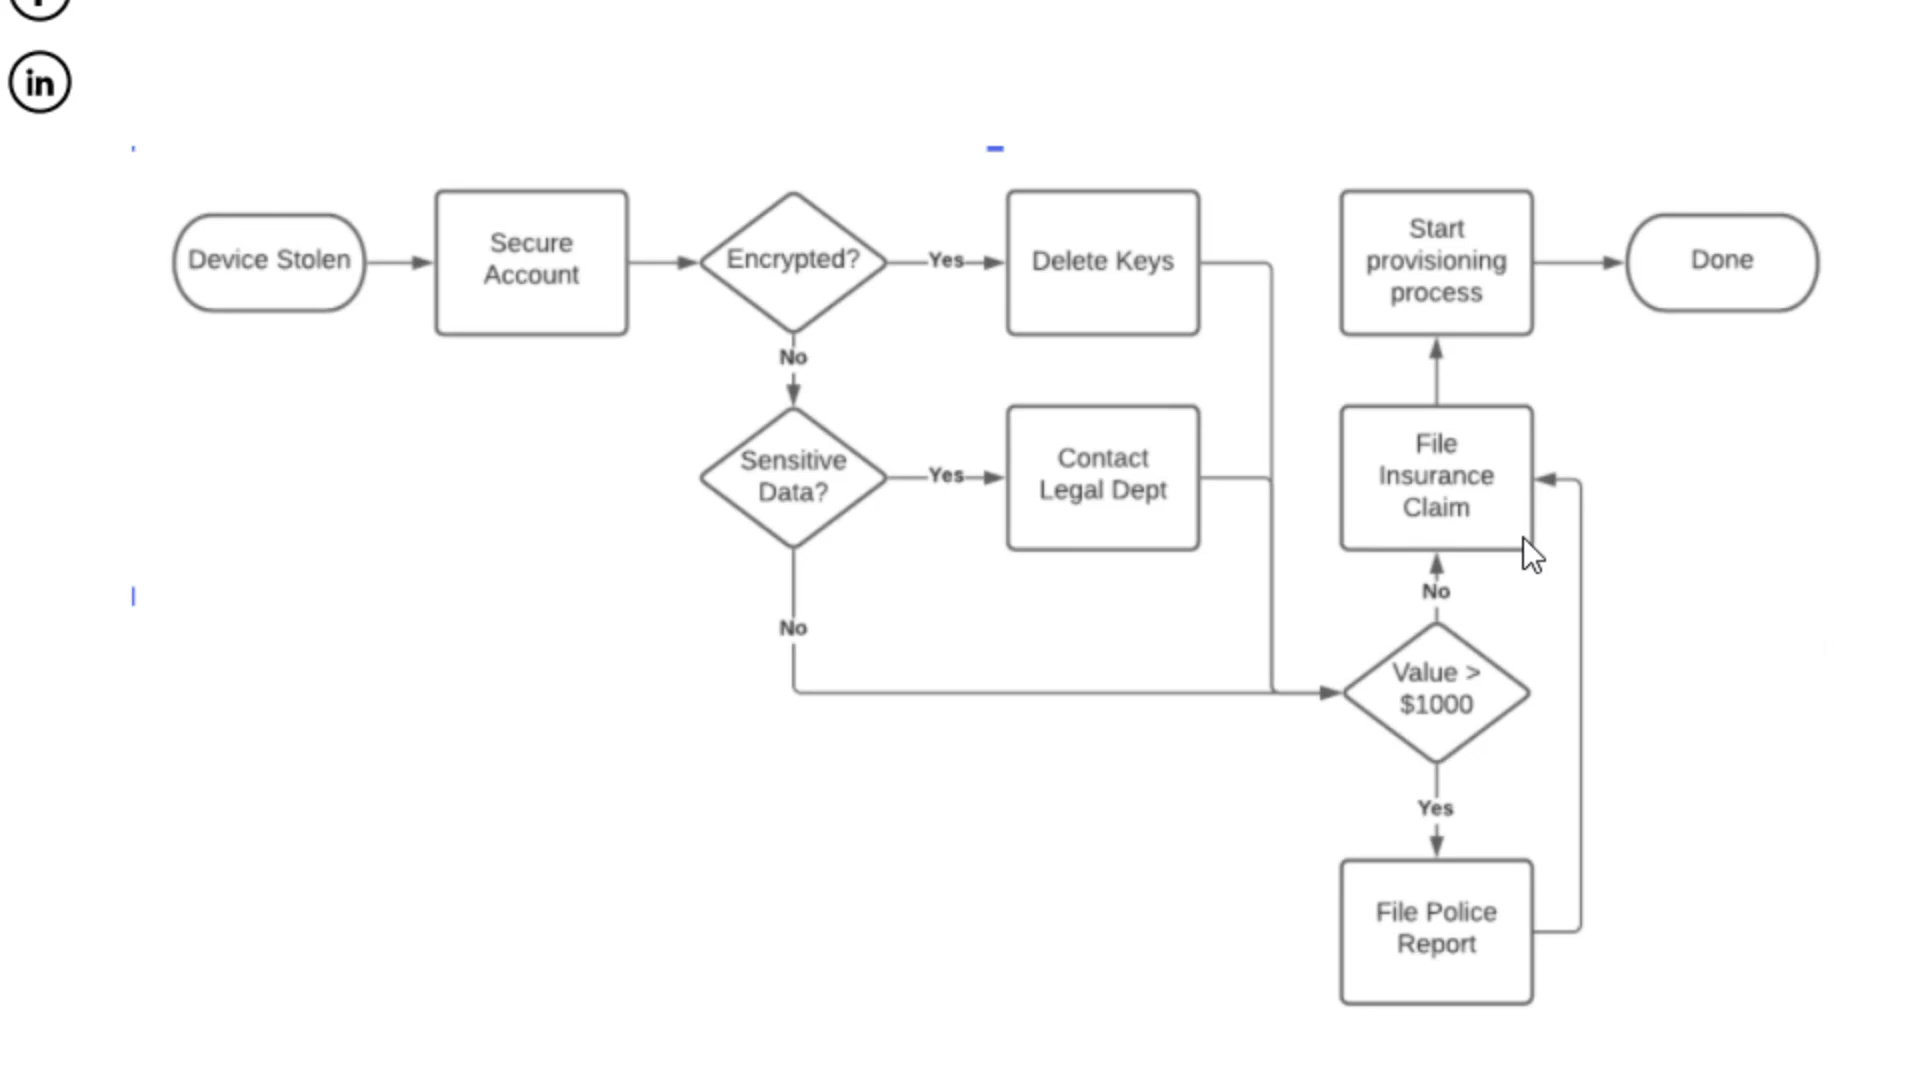 in
Device Stolen
Secure
Account
Encrypted?
Yes
Delete Keys
Start
provisioning
process
Done
No
Sensitive
Data?
Yes
Contact
Legal Dept
File
Insurance
Claim
No
No
Value >
$1000
Yes
File Police
Report